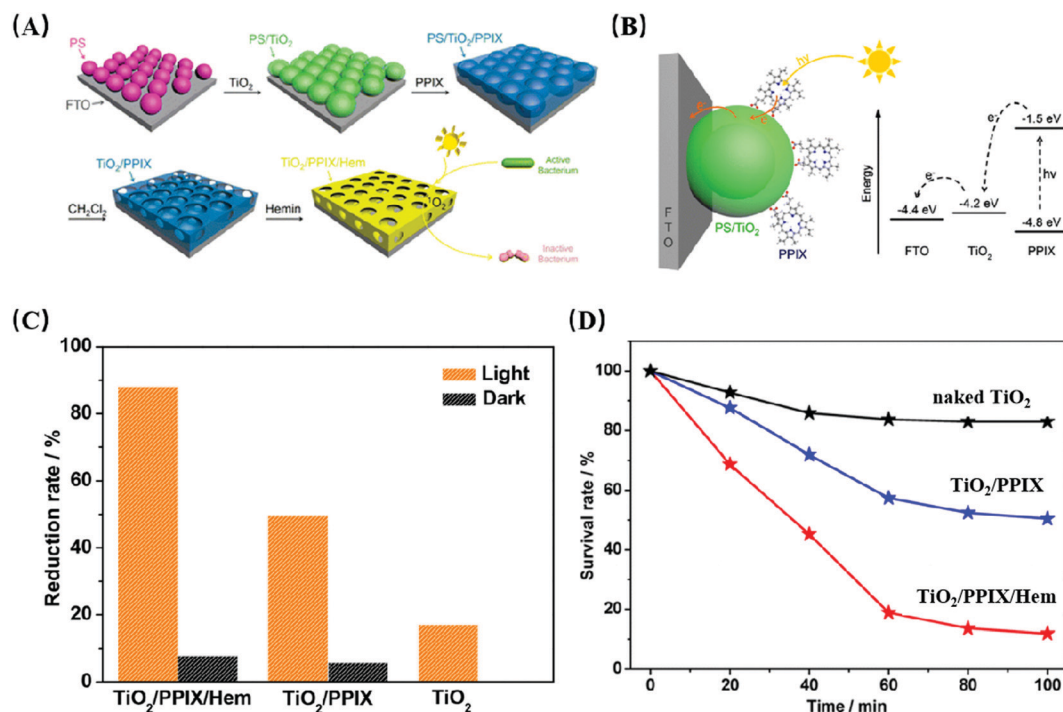 (A)
PS
FTO
TiO2
PS/TiO2
PPIX
PS/TiO2/PPIX
TiO2/PPIX
CH2Cl2
Hemin
TiO2/PPIX/Hem
O2
Active
Bacterium
Inactive
Bacterium
(B)
hv
e-
e-
FTO
PS/TiO2
PPIX
Energy
e-
-1.5 eV
hv
e-
-4.4 eV
-4.2 eV
-4.8 eV
FTO
TiO2
PPIX
(C)
Reduction rate / %
100
80
60
40
20
0
Light
Dark
TiO2/PPIX/Hem
TiO2/PPIX
TiO2
(D)
Survival rate / %
100
80
60
40
20
0
naked TiO2
TiO2/PPIX
TiO2/PPIX/Hem
0
20
40
60
80
100
Time / min